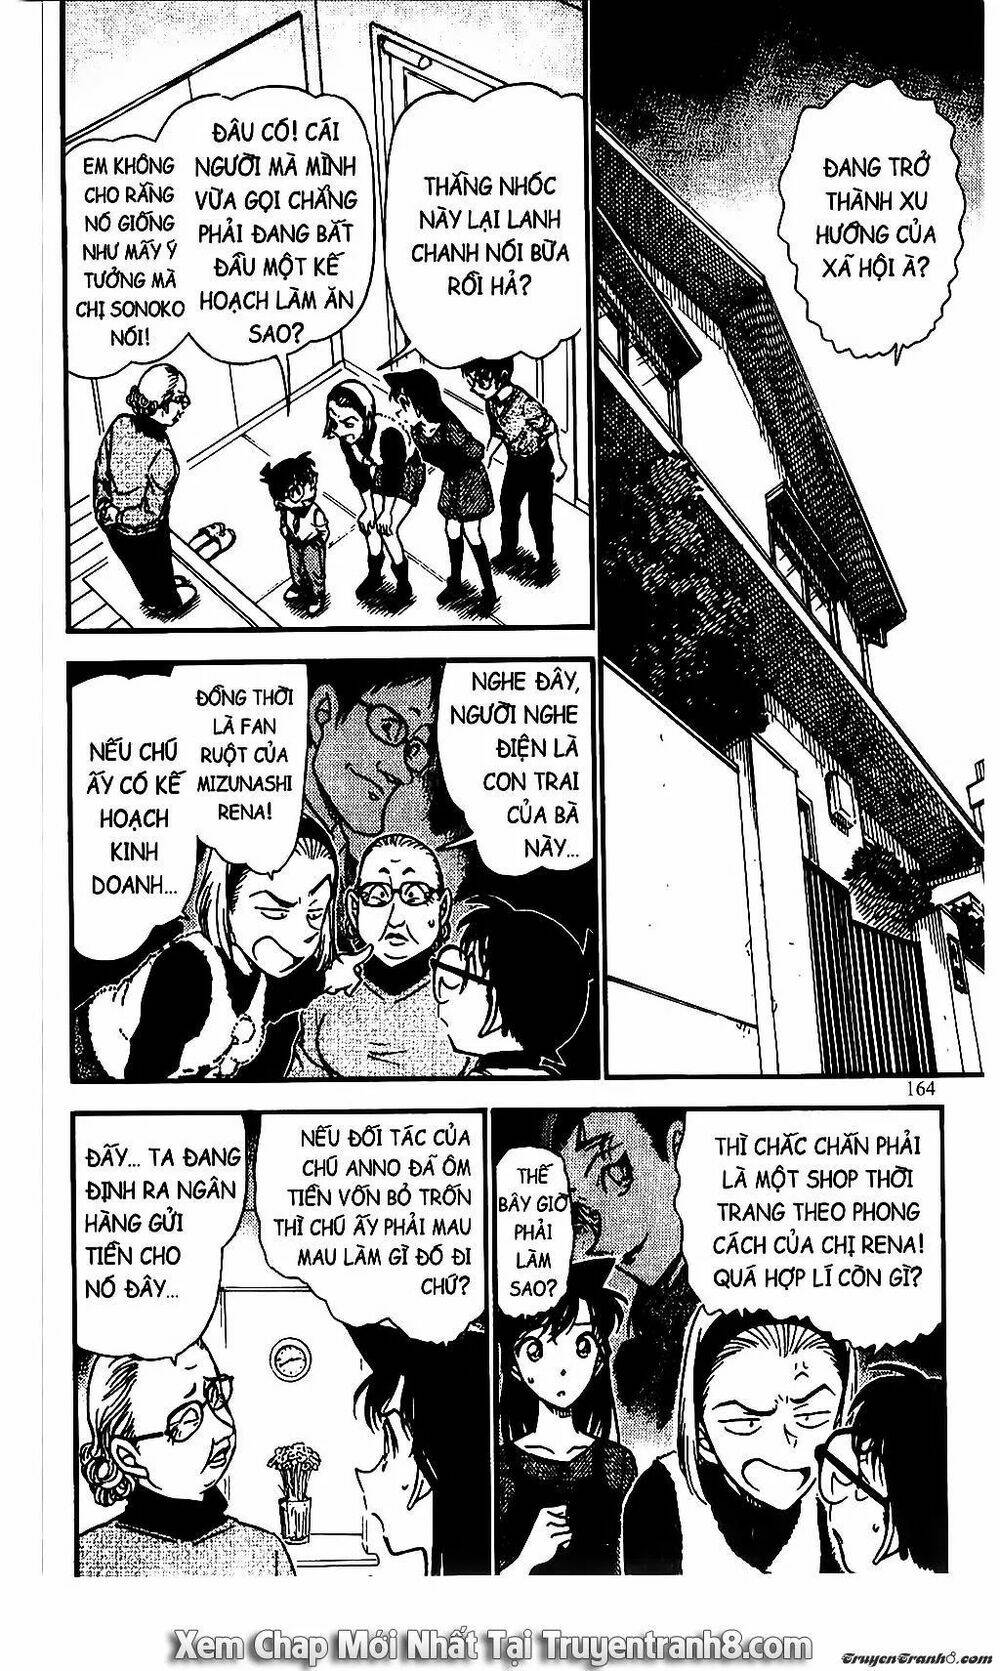 ĐANG TRỞ
THÀNH XU
HƯỚNG CỦA
XÃ HỘI À?
THẰNG NHÓC
NÀY LẠI LANH
CHANH NÓI BỪA
RỒI HẢ?
ĐÂU CÓ! CÁI
NGƯỜI MÀ MÌNH
VỪA GỌI CHẲNG
PHẢI ĐANG BẮT
ĐẦU MỘT KẾ
HOẠCH LÀM ĂN
SAO?
EM KHÔNG
CHO RẰNG
NÓ GIỐNG
NHƯ MẤY Ý
TƯỞNG MÀ
CHỊ SONOKO
NÓI!
NGHE ĐÂY,
NGƯỜI NGHE
ĐIỆN LÀ
CON TRAI
CỦA BÀ
NÀY...
ĐỒNG THỜI
LÀ FAN
RUỘT CỦA
MIZUNASHI
RENA!
NẾU CHÚ
ẤY CÓ KẾ
HOẠCH
KINH
DOANH...
164
THÌ CHẮC CHẮN PHẢI
LÀ MỘT SHOP THỜI
TRANG THEO PHONG
CÁCH CỦA CHỊ RENA!
QUÁ HỢP LÍ CÒN GÌ?
THẾ
BÂY GIỜ
PHẢI
LÀM
SAO?
NẾU ĐỐI TÁC CỦA
CHÚ ANNO ĐÃ ÔM
TIỀN VỐN BỎ TRỐN
THÌ CHÚ ẤY PHẢI MAU
MAU LÀM GÌ ĐÓ ĐI
CHỨ?
ĐẤY... TA ĐANG
ĐỊNH RA NGÂN
HÀNG GỬI
TIỀN CHO
NÓ ĐÂY...
Xem Chap Mới Nhất Tại Truyentranh8.com
TruyenTranh8.com